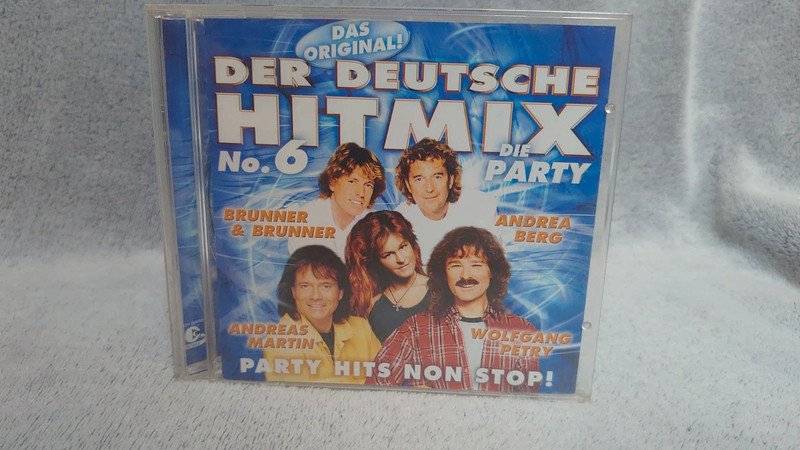 DAS
ORIGINAL!
DER DEUTSCHE
HITMIX
No. 6
DIE
PARTY
BRUNNER
& BRUNNER
ANDREA
BERG
ANDREAS
MARTIN
WOLFGANG
PETRY
PARTY HITS NON STOP!